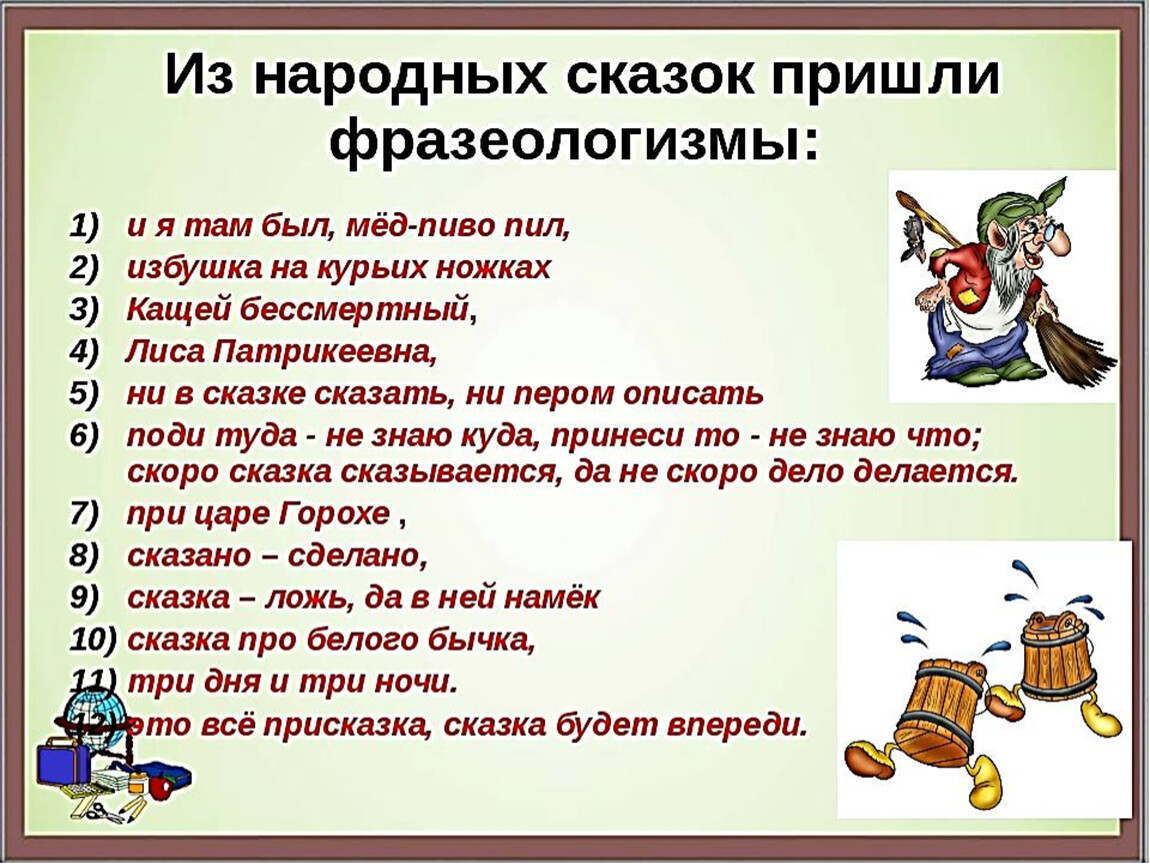 Из народных сказок пришли
фразеологизмы:
1) и я там был, мёд-пиво пил,
2) избушка на курьих ножках
3) Кащей бессмертный,
4) Лиса Патрикеевна,
5) ни в сказке сказать, ни пером описать
6) поди туда - не знаю куда, принеси то - не знаю что;
скоро сказка сказывается, да не скоро дело делается.
7) при царе Горохе ,
8) сказано – сделано,
9) сказка – ложь, да в ней намёк
10) сказка про белого бычка,
11) три дня и три ночи.
12) это всё присказка, сказка будет впереди.